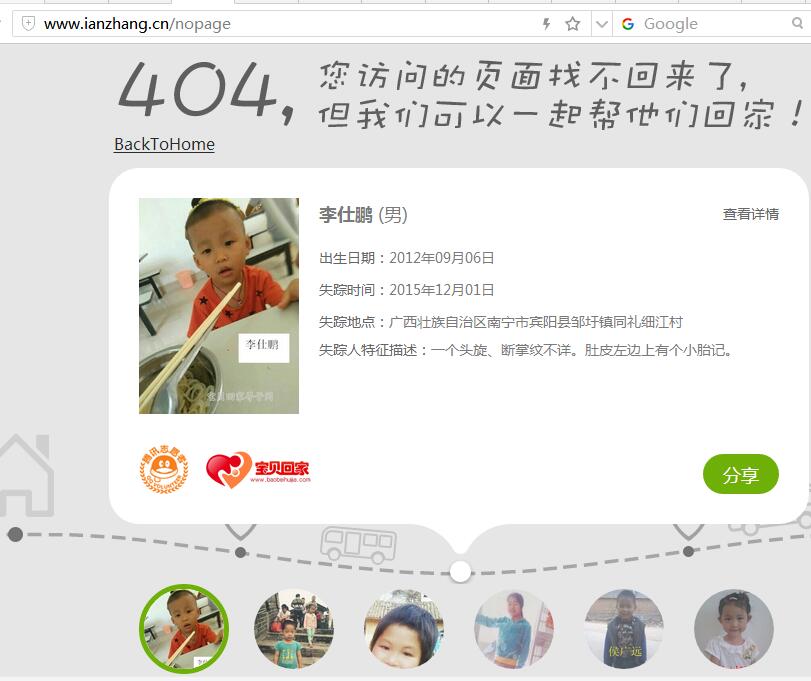 www.ianzhang.cn/nopage
Google
404,
您访问的页面找不回来了,
但我们可以一起帮他们回家!
BackToHome
李仕鹏 (男)
查看详情
出生日期：2012年09月06日
失踪时间：2015年12月01日
失踪地点：广西壮族自治区南宁市宾阳县邹圩镇同礼细江村
失踪人特征描述：一个头旋、断掌纹不详。肚皮左边上有个小胎记。
李仕鹏
宝贝回家寻子网
腾讯志愿者
QQ VOLUNTEER
宝贝回家
www.baobeihuijia.com
分享
侯广远